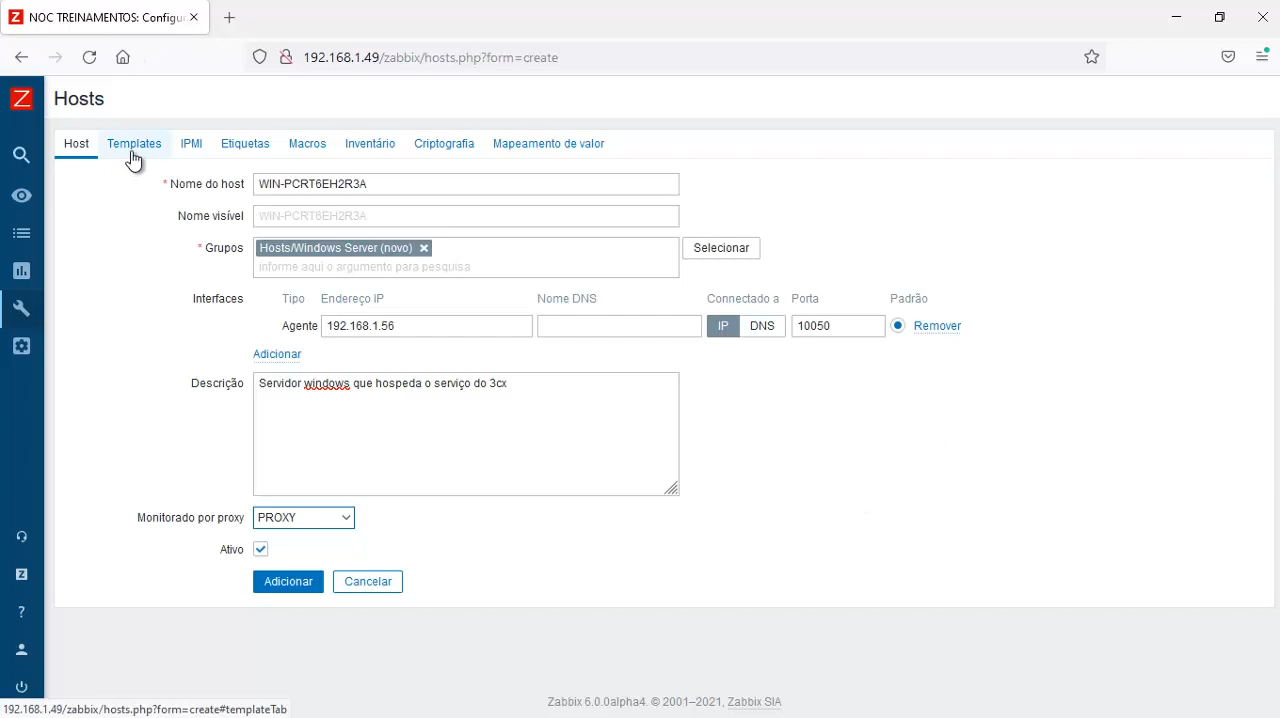 Z NOC TREINAMENTOS: Configu
192.168.1.49/zabbix/hosts.php?form=create
Z
Hosts
Host Templates IPMI Etiquetas Macros Inventário Criptografia Mapeamento de valor
* Nome do host WIN-PCRT6EH2R3A
Nome visível WIN-PCRT6EH2R3A
* Grupos Hosts/Windows Server (novo) Selecionar
informe aqui o argumento para pesquisa
Interfaces Tipo Endereço IP Nome DNS Connectado a Porta Padrão
Agente 192.168.1.56 IP DNS 10050 Remover
Adicionar
Descrição Servidor windows que hospeda o serviço do 3cx
Monitorado por proxy PROXY
Ativo
Adicionar Cancelar
Z
?
192.168.1.49/zabbix/hosts.php?form=create#templateTab
Zabbix 6.0.0alpha4. © 2001–2021, Zabbix SIA